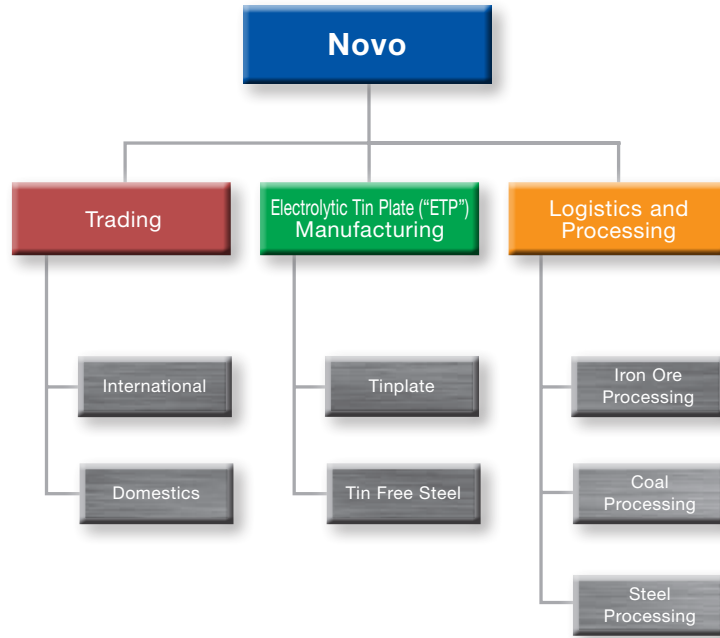 Novo
Trading
Electrolytic Tin Plate (“ETP”)
Manufacturing
Logistics and
Processing
International
Domestics
Tinplate
Tin Free Steel
Iron Ore
Processing
Coal
Processing
Steel
Processing